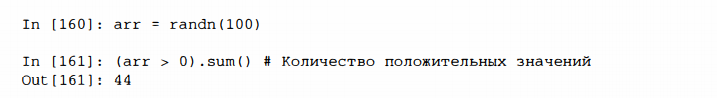 In [160]: arr = randn(100)
In [161]: (arr > 0).sum() # Количество положительных значений
Out[161]: 44